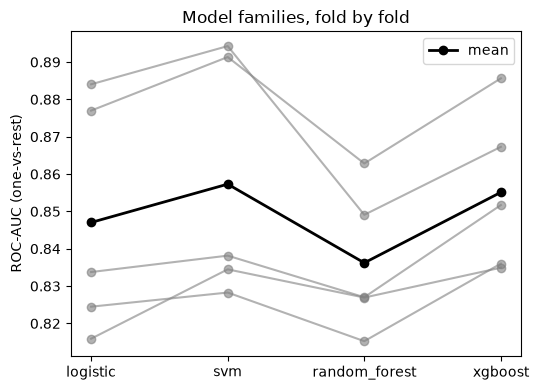 Model families, fold by fold
mean
ROC-AUC (one-vs-rest)
0.89
0.88
0.87
0.86
0.85
0.84
0.83
0.82
logistic
svm
random_forest
xgboost